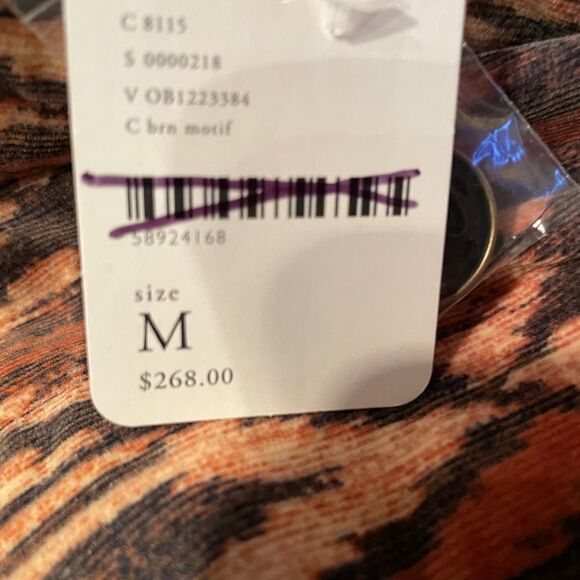 C 8115
S 0000218
V OB1223384
C brn motif
58924168
size
M
$268.00